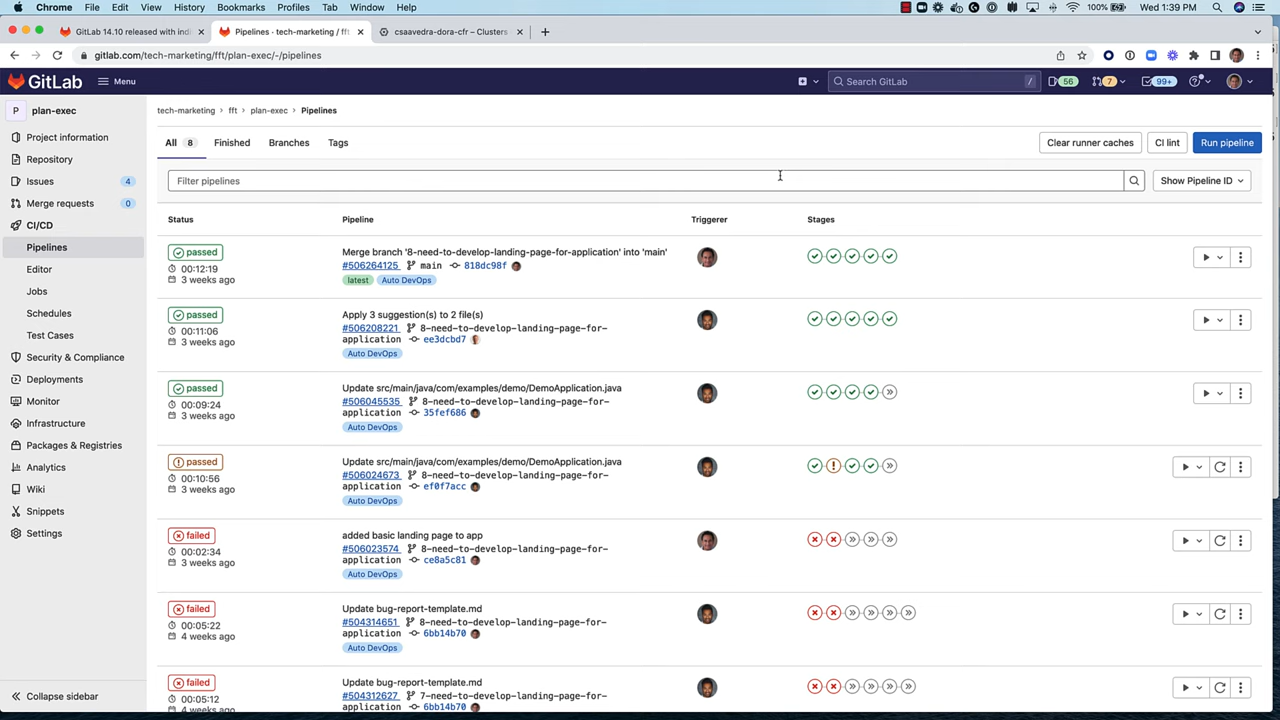 Chrome File Edit View History Bookmarks Profiles Tab Window Help 100% Wed 1:39 PM
GitLab 14.10 released with indi × Pipelines · tech-marketing / fft × csaavedra-dora-cfr – Clusters × +
gitlab.com/tech-marketing/fft/plan-exec/-/pipelines
GitLab Menu Search GitLab / 56 7 99+
P plan-exec
tech-marketing › fft › plan-exec › Pipelines
Project information
Repository
Issues 4
Merge requests 0
CI/CD
Pipelines
Editor
Jobs
Schedules
Test Cases
Security & Compliance
Deployments
Monitor
Infrastructure
Packages & Registries
Analytics
Wiki
Snippets
Settings
Collapse sidebar
All 8 Finished Branches Tags Clear runner caches CI lint Run pipeline
Filter pipelines Show Pipeline ID
Status Pipeline Triggerer Stages
passed Merge branch '8-need-to-develop-landing-page-for-application' into 'main'
00:12:19 #506264125 main 818dc98f
3 weeks ago latest Auto DevOps
passed Apply 3 suggestion(s) to 2 file(s)
00:11:06 #506208221 8-need-to-develop-landing-page-for-
3 weeks ago application ee3dcbd7
Auto DevOps
passed Update src/main/java/com/examples/demo/DemoApplication.java
00:09:24 #506045535 8-need-to-develop-landing-page-for-
3 weeks ago application 35fef686
Auto DevOps
passed Update src/main/java/com/examples/demo/DemoApplication.java
00:10:56 #506024673 8-need-to-develop-landing-page-for-
3 weeks ago application ef0f7acc
Auto DevOps
failed added basic landing page to app
00:02:34 #506023574 8-need-to-develop-landing-page-for-
3 weeks ago application ce8a5c81
Auto DevOps
failed Update bug-report-template.md
00:05:22 #504314651 8-need-to-develop-landing-page-for-
4 weeks ago application 6bb14b70
Auto DevOps
failed Update bug-report-template.md
00:05:12 #504312627 7-need-to-develop-landing-page-for-
4 weeks ago application 6bb14b70